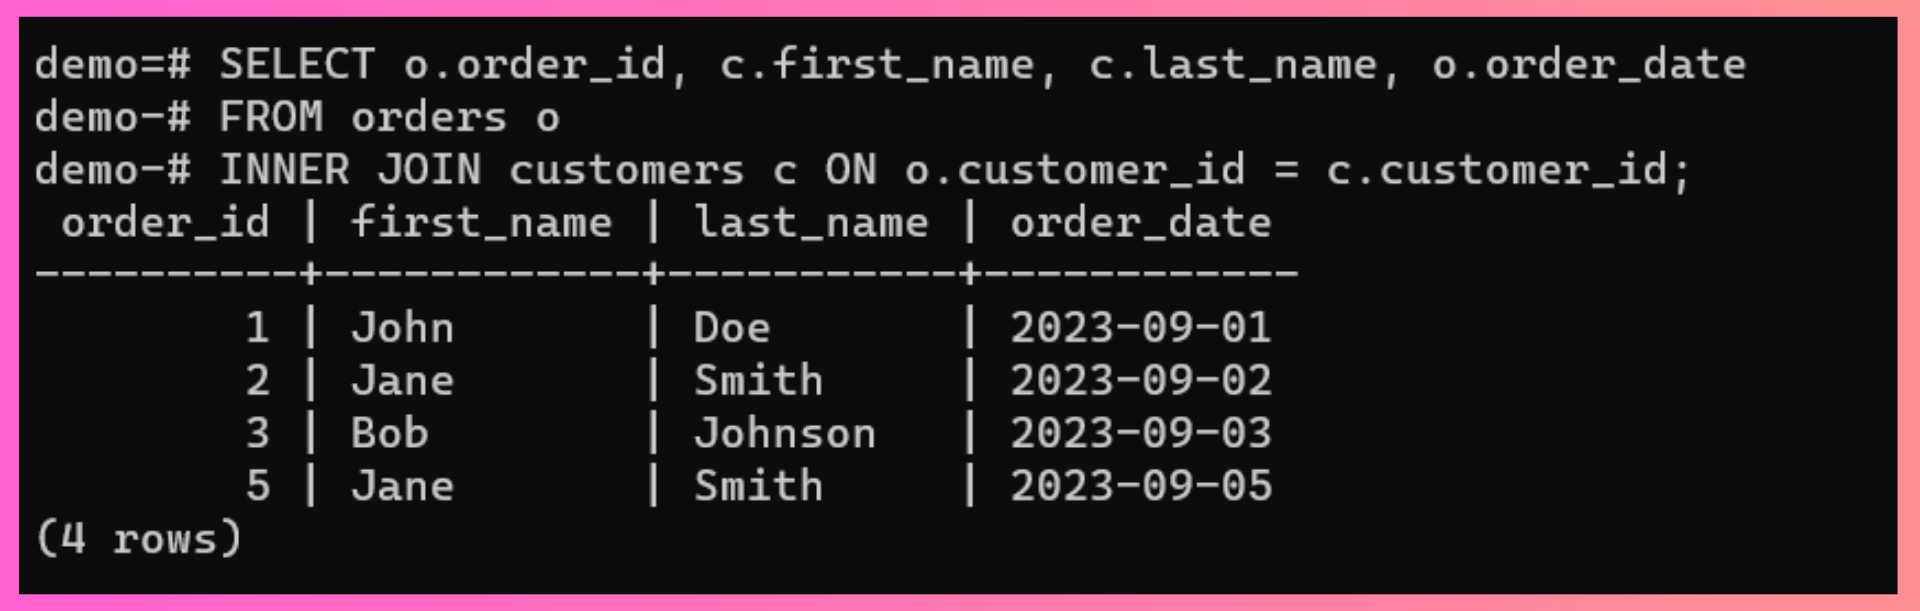 demo=# SELECT o.order_id, c.first_name, c.last_name, o.order_date
demo-# FROM orders o
demo-# INNER JOIN customers c ON o.customer_id = c.customer_id;
 order_id | first_name | last_name | order_date
----------+------------+-----------+------------
        1 | John       | Doe       | 2023-09-01
        2 | Jane       | Smith     | 2023-09-02
        3 | Bob        | Johnson   | 2023-09-03
        5 | Jane       | Smith     | 2023-09-05
(4 rows)